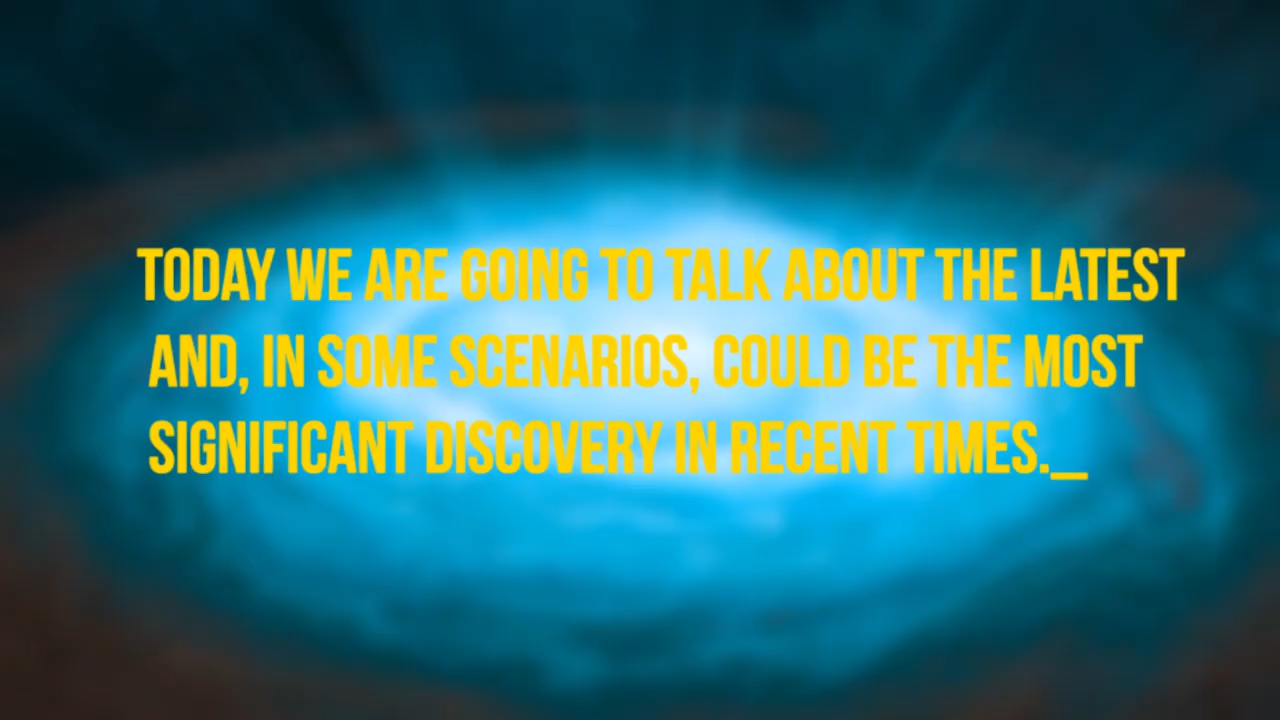 TODAY WE ARE GOING TO TALK ABOUT THE LATEST
AND, IN SOME SCENARIOS, COULD BE THE MOST
SIGNIFICANT DISCOVERY IN RECENT TIMES._